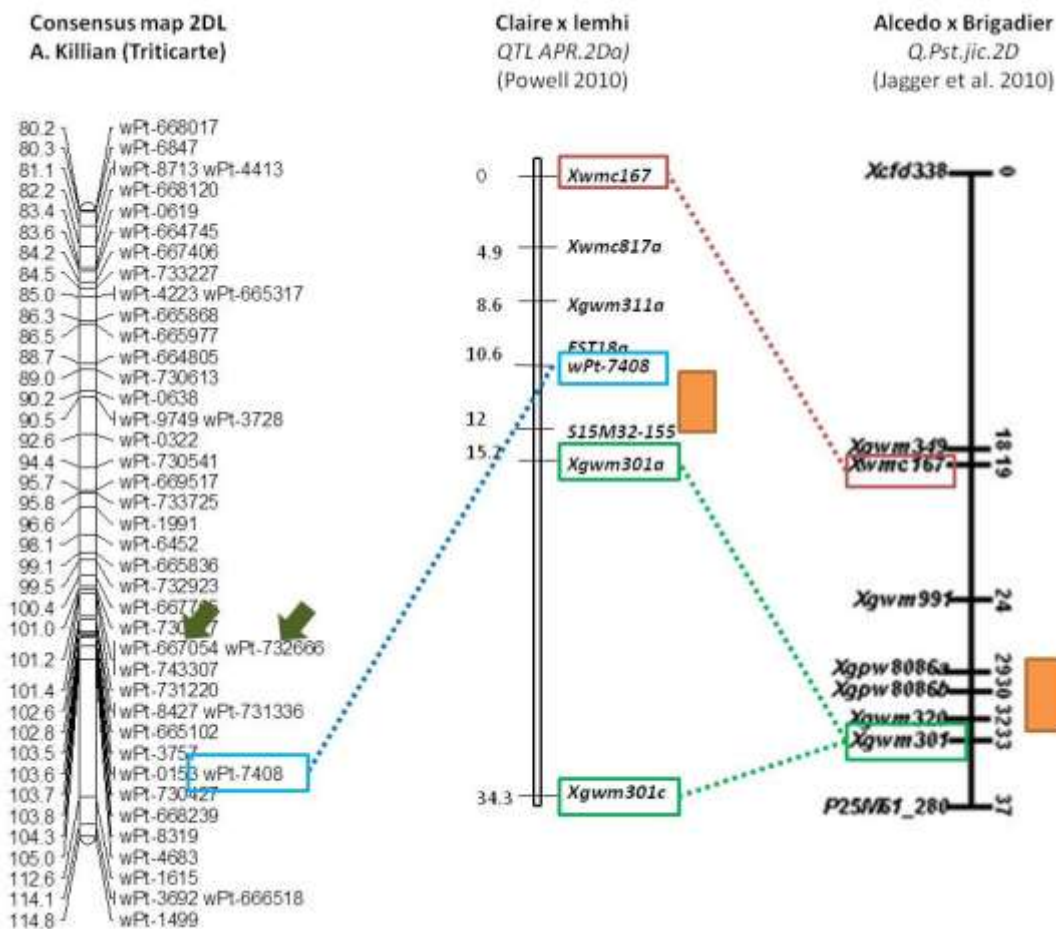 Consensus map 2DL
A. Killian (Triticarte)
80.2 wPt-668017
80.3 wPt-6847
81.1 wPt-8713 wPt-4413
82.2 wPt-668120
83.4 wPt-0619
83.6 wPt-664745
84.2 wPt-667406
84.5 wPt-733227
85.0 wPt-4223 wPt-665317
86.3 wPt-665868
86.5 wPt-665977
88.7 wPt-664805
89.0 wPt-730613
90.2 wPt-0638
90.5 wPt-9749 wPt-3728
92.6 wPt-0322
94.4 wPt-730541
95.7 wPt-669517
95.8 wPt-733725
96.6 wPt-1991
98.1 wPt-6452
99.1 wPt-665836
99.5 wPt-732923
100.4
101.0
wPt-667054 wPt-732666
101.2
wPt-743307
101.4 wPt-731220
102.6 wPt-8427 wPt-731336
102.8 wPt-665102
103.5 wPt-3757
103.6 wPt-0153 wPt-7408
103.7 wPt-730427
103.8 wPt-668239
104.3 wPt-8319
105.0 wPt-4683
112.6 wPt-1615
114.1 wPt-3692 wPt-666518
114.8 wPt-1499
Claire x lemhi
QTL APR.2Da)
(Powell 2010)
0 Xwmc167
4.9 Xwmc817a
8.6 Xgwm311a
EST18a
10.6 wPt-7408
12 S15M32-155
Xgwm301a
34.3 Xgwm301c
Alcedo x Brigadier
Q.Pst.jic.2D
(Jagger et al. 2010)
Xcfd338 0
Xgwm349 18
Xwmc167 19
Xgwm991 24
Xgpw8086a 29
Xgpw8086b 30
Xgwm320 32
Xgwm301 33
P25M61_280 37